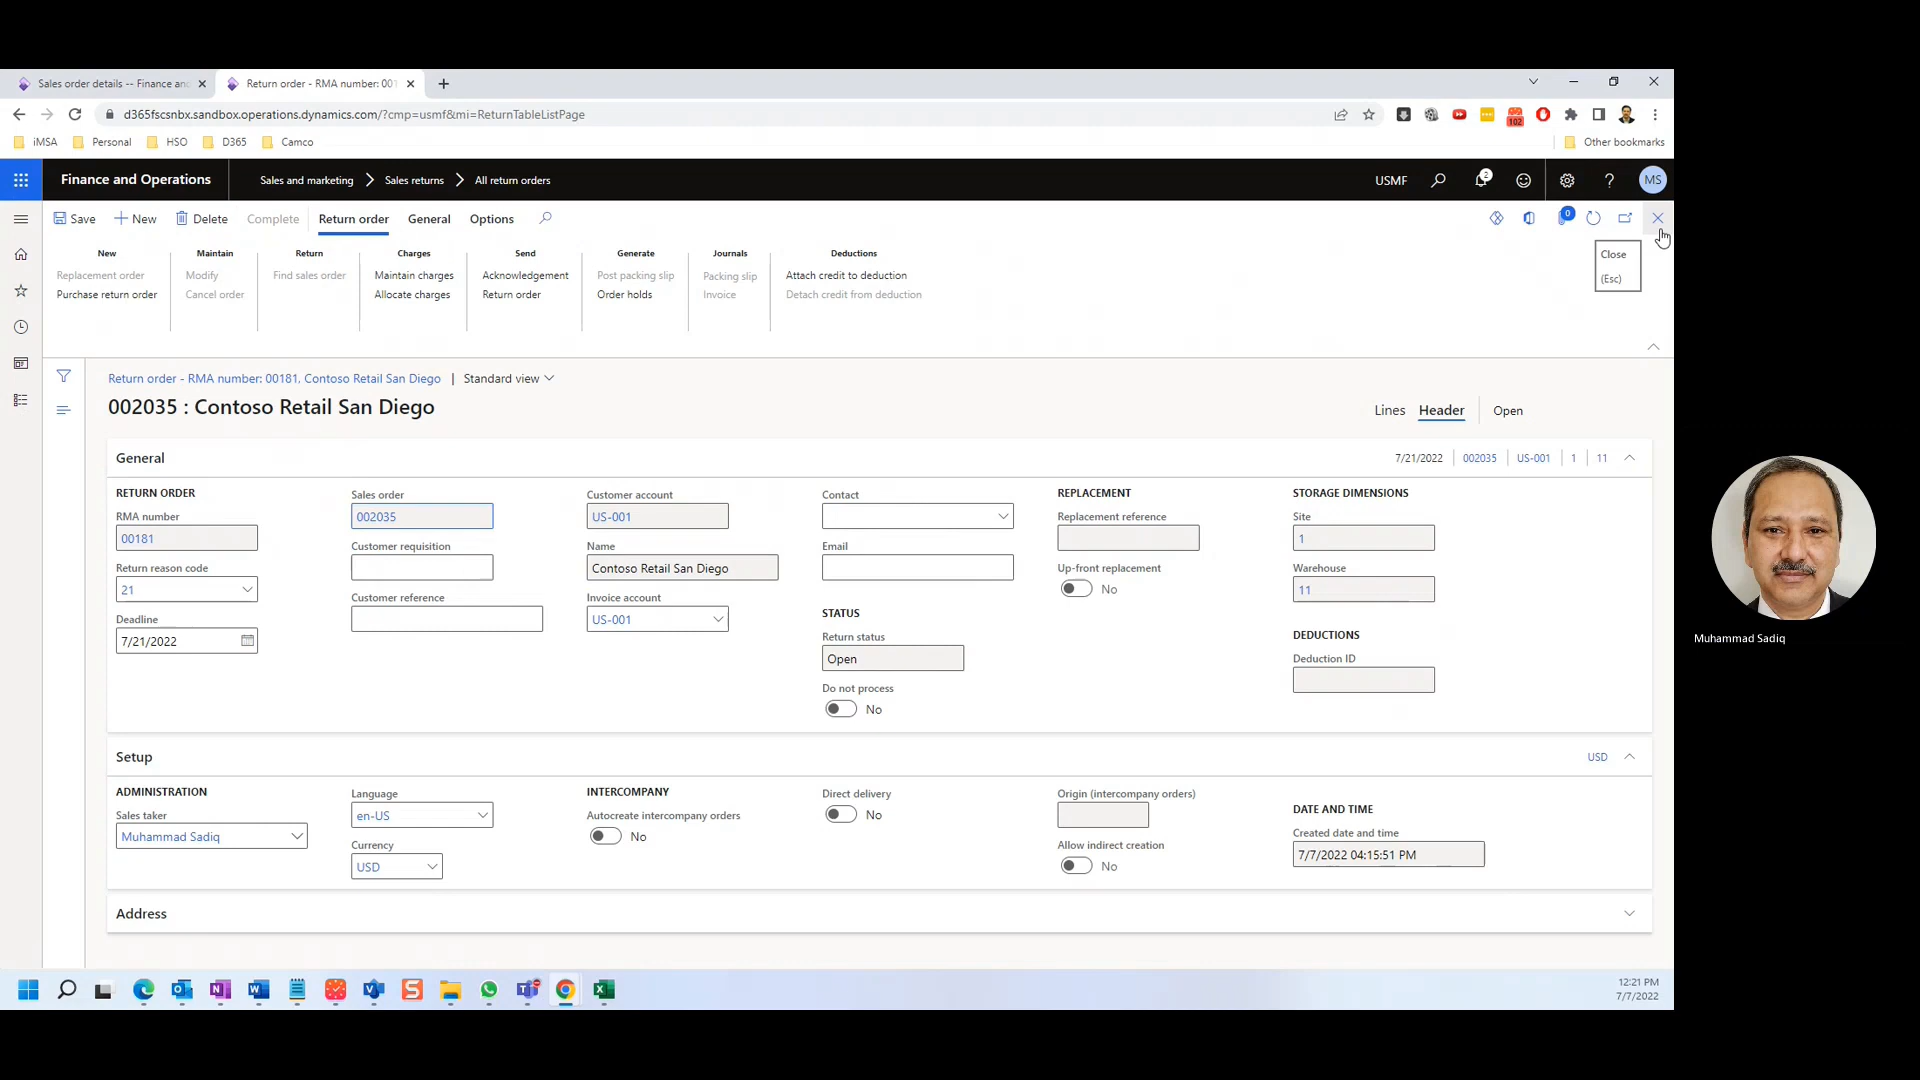 Sales order details -- Finance and
Return order - RMA number: 001
d365fscsnbx.sandbox.operations.dynamics.com/?cmp=usmf&mi=ReturnTableListPage
102
iMSA Personal HSO D365 Camco Other bookmarks
Finance and Operations Sales and marketing Sales returns All return orders USMF 2 ? MS
Save New Delete Complete Return order General Options 0
New Maintain Return Charges Send Generate Journals Deductions
Replacement order Modify Find sales order Maintain charges Acknowledgement Post packing slip Packing slip Attach credit to deduction
Purchase return order Cancel order Allocate charges Return order Order holds Invoice Detach credit from deduction
Close
(Esc)
Return order - RMA number: 00181, Contoso Retail San Diego | Standard view
002035 : Contoso Retail San Diego
Lines Header Open
General 7/21/2022 002035 US-001 1 11
RETURN ORDER
RMA number
00181
Return reason code
21
Deadline
7/21/2022
Sales order
002035
Customer requisition
Customer reference
Customer account
US-001
Name
Contoso Retail San Diego
Invoice account
US-001
Contact
Email
STATUS
Return status
Open
Do not process
No
REPLACEMENT
Replacement reference
Up-front replacement
No
STORAGE DIMENSIONS
Site
1
Warehouse
11
DEDUCTIONS
Deduction ID
Setup USD
ADMINISTRATION
Sales taker
Muhammad Sadiq
Language
en-US
Currency
USD
INTERCOMPANY
Autocreate intercompany orders
No
Direct delivery
No
Origin (intercompany orders)
Allow indirect creation
No
DATE AND TIME
Created date and time
7/7/2022 04:15:51 PM
Address
12:21 PM
7/7/2022
Muhammad Sadiq